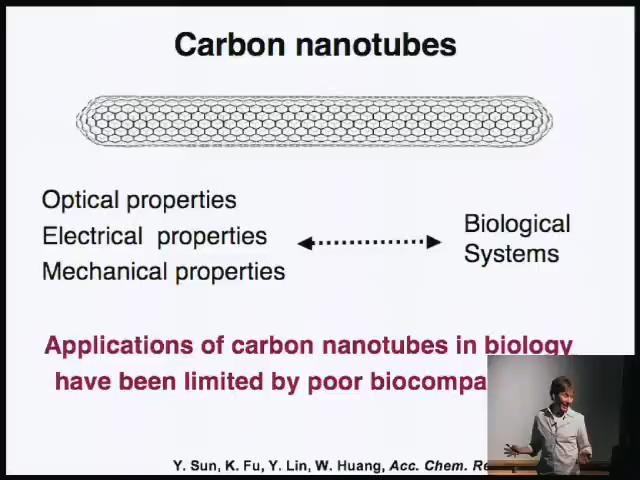 Carbon nanotubes
Optical properties
Electrical properties
Mechanical properties
Biological
Systems
Applications of carbon nanotubes in biology
have been limited by poor
Y. Sun, K. Fu, Y. Lin, W. Huang, Acc. Chem.